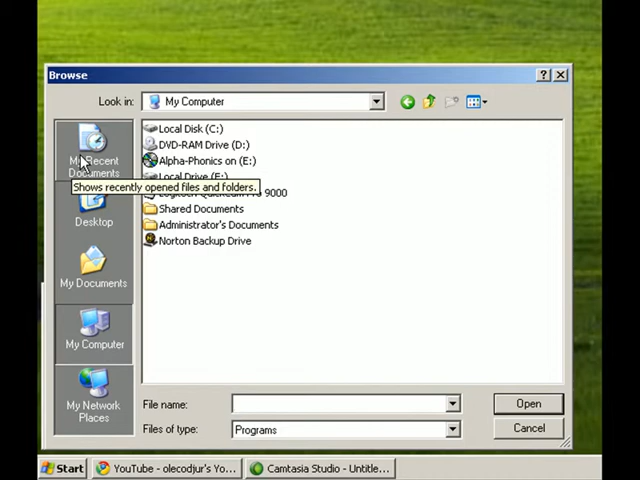 Browse
Look in:
My Computer
Local Disk (C:)
DVD-RAM Drive (D:)
Alpha-Phonics on (E:)
Local Drive (F:)
9000
Shared Documents
Administrator's Documents
Norton Backup Drive
My Recent
Documents
Shows recently opened files and folders.
Desktop
My Documents
My Computer
My Network
Places
File name:
Open
Files of type:
Programs
Cancel
Start
YouTube - olecodjur's Yo...
Camtasia Studio - Untitle...